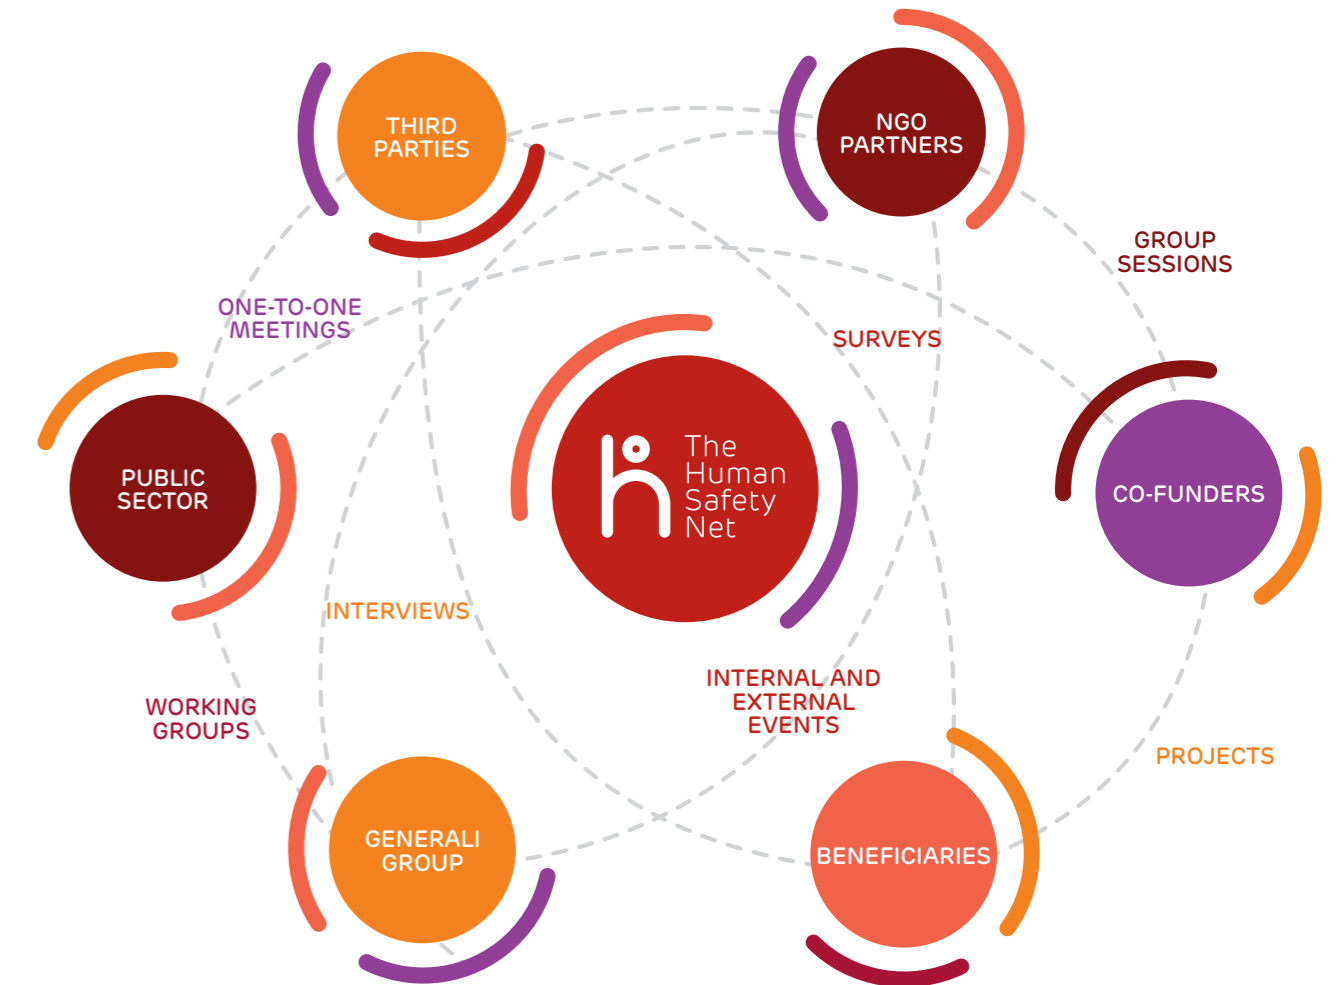 THIRD
PARTIES
NGO
PARTNERS
GROUP
SESSIONS
ONE-TO-ONE
MEETINGS
SURVEYS
PUBLIC
SECTOR
The
Human
Safety
Net
CO-FUNDERS
INTERVIEWS
WORKING
GROUPS
INTERNAL AND
EXTERNAL
EVENTS
PROJECTS
GENERALI
GROUP
BENEFICIARIES